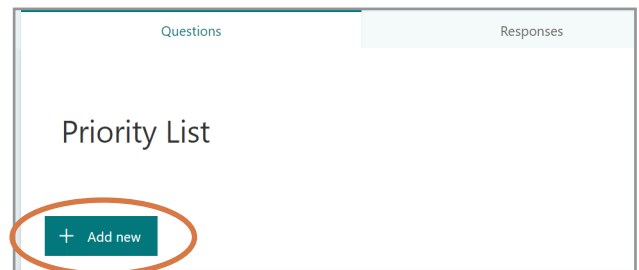 Questions
Responses
Priority List
+ Add new